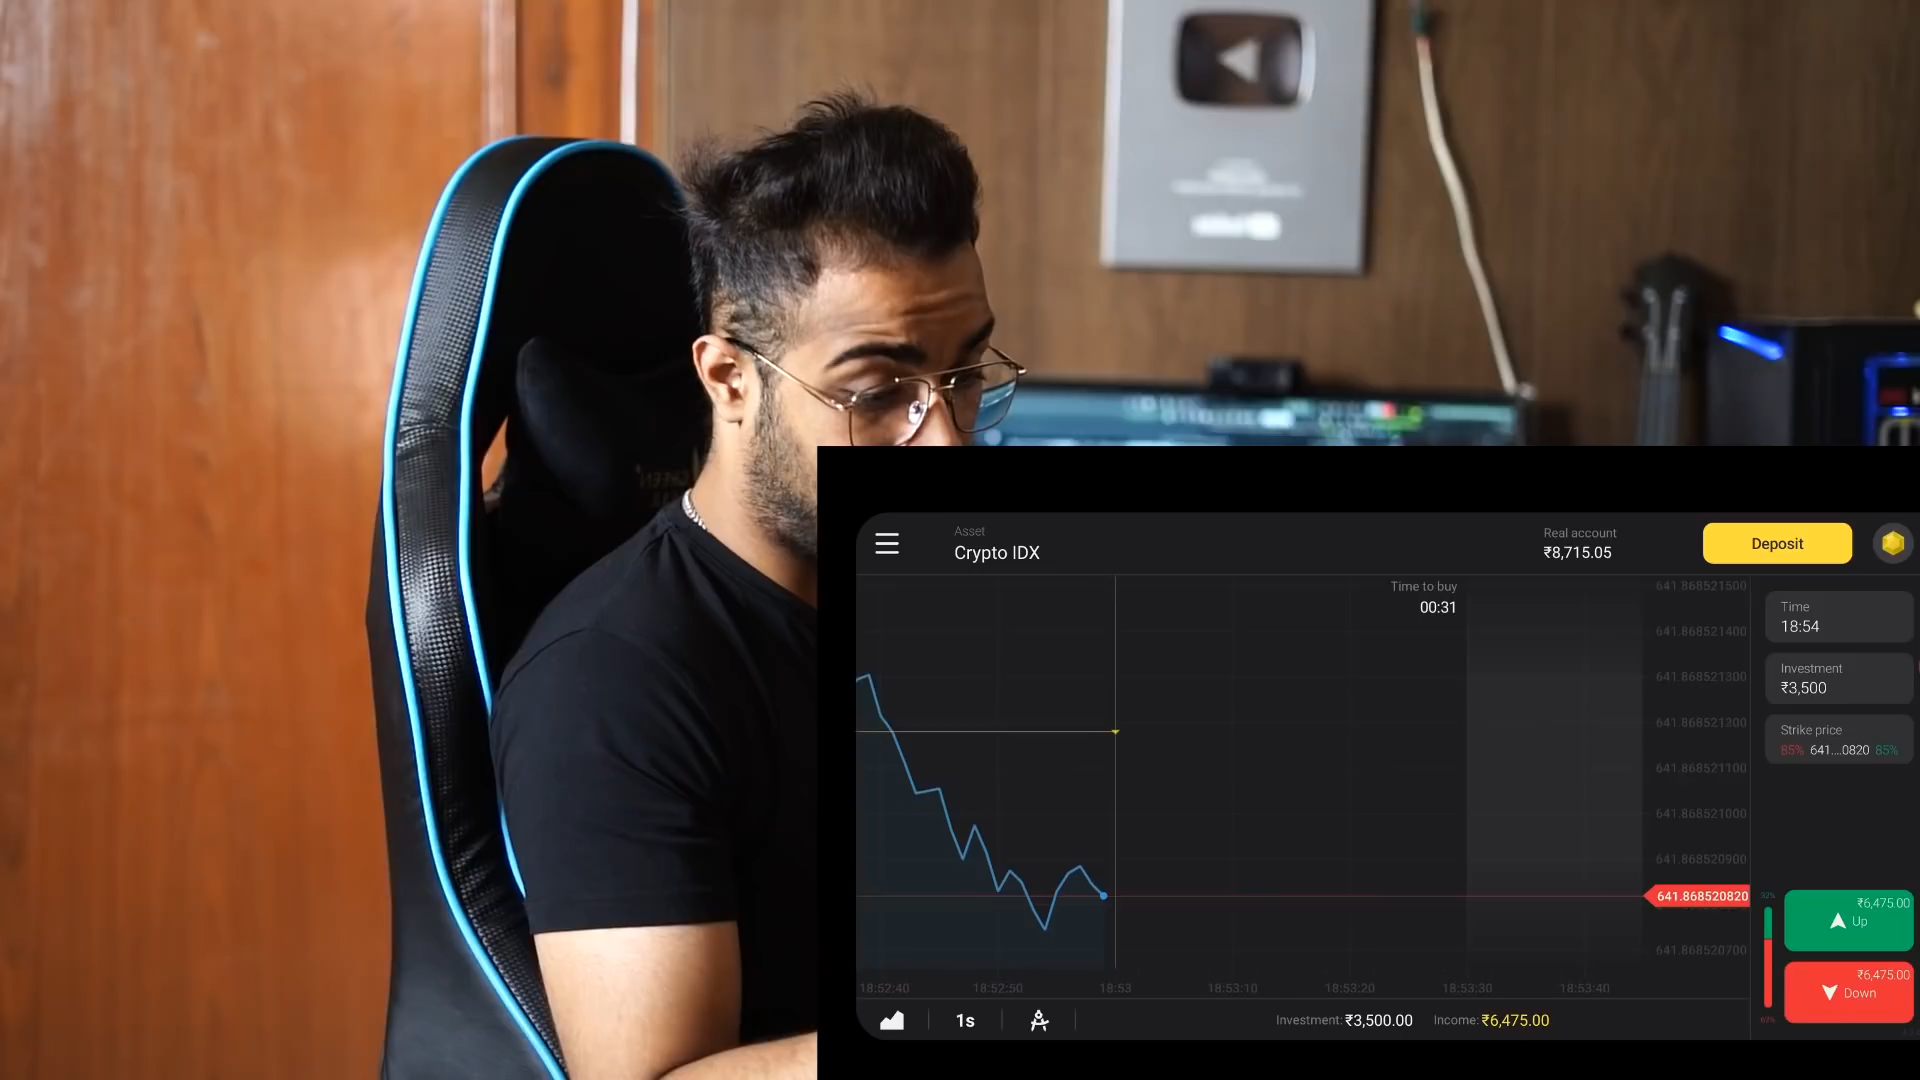 Asset
Crypto IDX
Real account
₹8,715.05
Deposit
Time to buy
00:31
641.868521500
641.868521400
641.868521300
641.868521300
641.868521100
641.868521000
641.868520900
641.868520820
641.868520700
Time
18:54
Investment
₹3,500
Strike price
85% 641....0820 85%
₹6,475.00
Up
₹6,475.00
Down
18:52:40 18:52:50 18:53 18:53:10 18:53:20 18:53:30 18:53:40
1s
Investment: ₹3,500.00 Income: ₹6,475.00